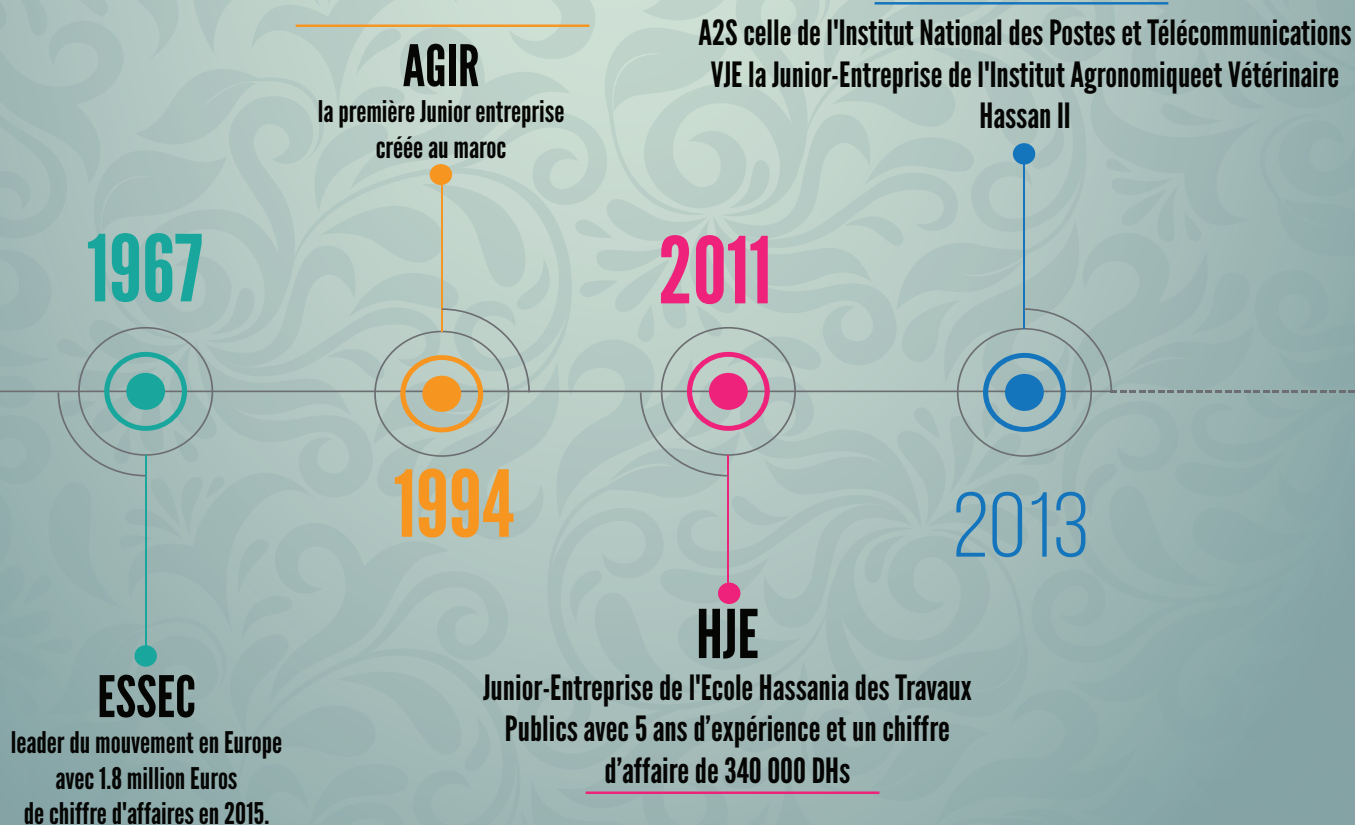 A2S celle de l'Institut National des Postes et Télécommunications
VJE la Junior-Entreprise de l'Institut Agronomiqueet Vétérinaire
Hassan II
AGIR
la première Junior entreprise
créée au maroc
1967
2011
1994
2013
HJE
Junior-Entreprise de l'Ecole Hassania des Travaux
Publics avec 5 ans d’expérience et un chiffre
d’affaire de 340 000 DHs
ESSEC
leader du mouvement en Europe
avec 1.8 million Euros
de chiffre d'affaires en 2015.